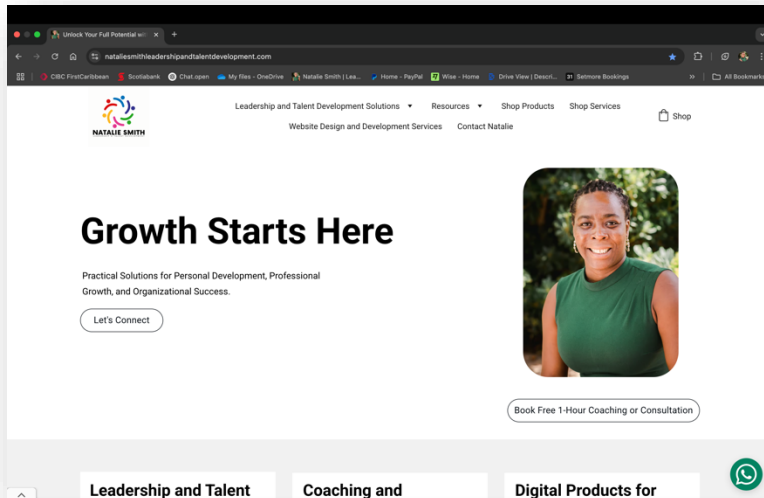 Unlock Your Full Potential wit
nataliesmithleadershipandtalentdevelopment.com
CIBC FirstCaribbean Scotiabank Chat.open My files - OneDrive Natalie Smith | Lea... Home - PayPal Wise - Home Drive View | Descri... Setmore Bookings » All Bookmarks
NATALIE SMITH
Leadership and Talent Development Solutions Resources Shop Products Shop Services
Website Design and Development Services Contact Natalie
Shop
Growth Starts Here
Practical Solutions for Personal Development, Professional
Growth, and Organizational Success.
Let's Connect
Book Free 1-Hour Coaching or Consultation
Leadership and Talent
Coaching and
Digital Products for